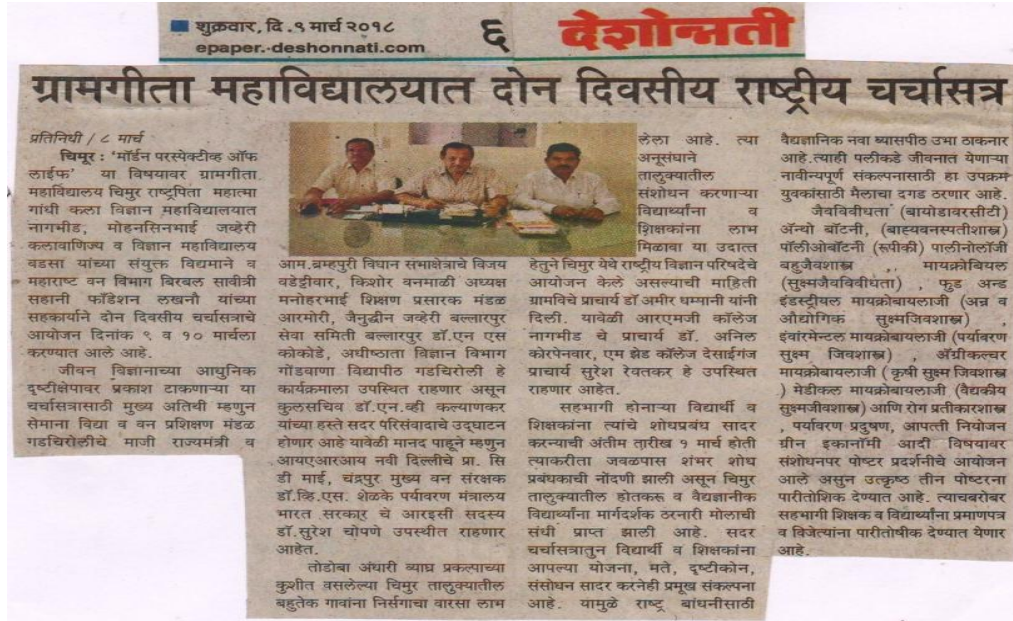 शुक्रवार, दि.९ मार्च २०१८
epaper.deshonnati.com
६
देशोन्नती
ग्रामगीता महाविद्यालयात दोन दिवसीय राष्ट्रीय चर्चासत्र
प्रतिनिधी / ८ मार्च
चिमूर : 'मॉर्डन परस्पेक्टीव्ह ऑफ
लाईफ' या विषयावर ग्रामगीता
महाविद्यालय चिमुर राष्ट्रपिता महात्मा
गांधी कला विज्ञान महाविद्यालयात
नागभीड, मोहनसिनभाई जव्हेरी
कलावाणिज्य व विज्ञान महाविद्यालय
वडसा यांच्या संयुक्त विद्यमाने व
महाराष्ट वन विभाग बिरबल सावीत्री
सहानी फॉडेशन लखनौ यांच्या
सहकार्याने दोन दिवसीय चर्चासत्राचे
आयोजन दिनांक ९ व १० मार्चला
करण्यात आले आहे.
जीवन विज्ञानाच्या आधुनिक
दृष्टीक्षेपावर प्रकाश टाकणाऱ्या या
चर्चासत्रासाठी मुख्य अतिथी म्हणुन
सेमाना विद्या व वन प्रशिक्षण मंडळ
गडचिरोलीचे माजी राज्यमंत्री व
आम.ब्रम्हपुरी विधान सभाक्षेत्राचे विजय
वडेट्टीवार, किशोर वनमाळी अध्यक्ष
मनोहरभाई शिक्षण प्रसारक मंडळ
आरमोरी, जैनुद्दीन जव्हेरी बल्लारपुर
सेवा समिती बल्लारपुर डॉ.एन एस
कोकोडे, अधीष्ठाता विज्ञान विभाग
गोंडवाणा विद्यापीठ गडचिरोली हे
कार्यक्रमाला उपस्थित राहणार असून
कुलसचिव डॉ.एन.व्ही कल्याणकर
यांच्या हस्ते सदर परिसंवादाचे उद्घाटन
होणार आहे यावेळी मानद पाहूने म्हणुन
आयएआरआय नवी दिल्लीचे प्रा. सि
डी माई, चंद्रपुर मुख्य वन संरक्षक
डॉ.व्हि.एस. शेळके पर्यावरण मंत्रालय
भारत सरकार चे आरइसी सदस्य
डॉ.सुरेश चोपणे उपस्थीत राहणार
आहेत.
तोडोबा अंधारी व्याघ्र प्रकल्पाच्या
कुशीत वसलेल्या चिमुर तालुक्यातील
बहुतेक गावांना निर्सगाचा वारसा लाभ
लेला आहे. त्या
अनूसंघाने
तालुक्यातील
संशोधन करणाऱ्या
विद्यार्थ्यांना व
शिक्षकांना लाभ
मिळावा या उदात्त
हेतुने चिमुर येथे राष्ट्रीय विज्ञान परिषदेचे
आयोजन केले असल्याची माहिती
ग्रामविचे प्राचार्य डॉ अमीर धम्मानी यांनी
दिली. यावेळी आरएमजी कॉलेज
नागभीड चे प्राचार्य डॉ. अनिल
कोरपेनवार, एम झेड कॉलेज देसाईगंज
प्राचार्य सुरेश रेवतकर हे उपस्थित
राहणार आहेत.
सहभागी होनाऱ्या विद्यार्थी व
शिक्षकांना त्यांचे शोधप्रबंध सादर
करन्याची अंतीम तारीख १ मार्च होती
त्याकरीता जवळपास शंभर शोध
प्रबंधकाची नोंदणी झाली असून चिमुर
तालुक्यातील होतकरू व वैद्यज्ञानीक
विद्यार्थ्यांना मार्गदर्शक ठरनारी मोलाची
संधी प्राप्त झाली आहे. सदर
चर्चासत्रातुन विद्यार्थी व शिक्षकांना
आपल्या योजना, मते, दृष्टीकोन,
संसोधन सादर करनेही प्रमूख संकल्पना
आहे. यामुळे राष्ट्र बांधनीसाठी
वैद्यज्ञानिक नवा ध्यासपीठ उभा ठाकनार
आहे.त्याही पलीकडे जीवनात येणाऱ्या
नावीन्यपूर्ण संकल्पनासाठी हा उपक्रम
युवकांसाठी मैलाचा दगड ठरणार आहे.
जैवविवीधता (बायोडावरसीटी)
ॲन्थो बॉटनी, (बाह्यवनस्पतीशास्त्र)
पॉलीओबॉटनी (रूपीकी) पालीनोलॉजी
बहुजैवशास्त्र , मायक्रोबियल
(सुक्ष्मजैवविवीधता) , फुड अन्ड
इंडस्ट्रीयल मायक्रोबायलाजी (अन्न व
औद्योगिक सुक्ष्मजिवशास्त्र) ,
इंवांरमेन्टल मायक्रोबायलाजी (पर्यावरण
सुक्ष्म जिवशास्त्र) , अ‍ॅग्रीकल्चर
मायक्रोबायलाजी ( कृषी सुक्ष्म जिवशास्त्र
) मेडीकल मायक्रोबायलाजी (वैद्यकीय
सुक्ष्मजीवशास्त्र) आणि रोग प्रतीकारशास्त्र
, पर्यावरण प्रदुषण, आपत्ती नियोजन
ग्रीन इकानॉमी आदी विषयावर
संशोधनपर पोष्टर प्रदर्शनीचे आयोजन
आले असुन उत्कृष्ठ तीन पोष्टरना
पारीतोशिक देण्यात आहे. त्याचबरोबर
सहभागी शिक्षक व विद्यार्थांना प्रमाणपत्र
व विजेत्यांना पारीतोषीक देण्यात येणार
आहे.